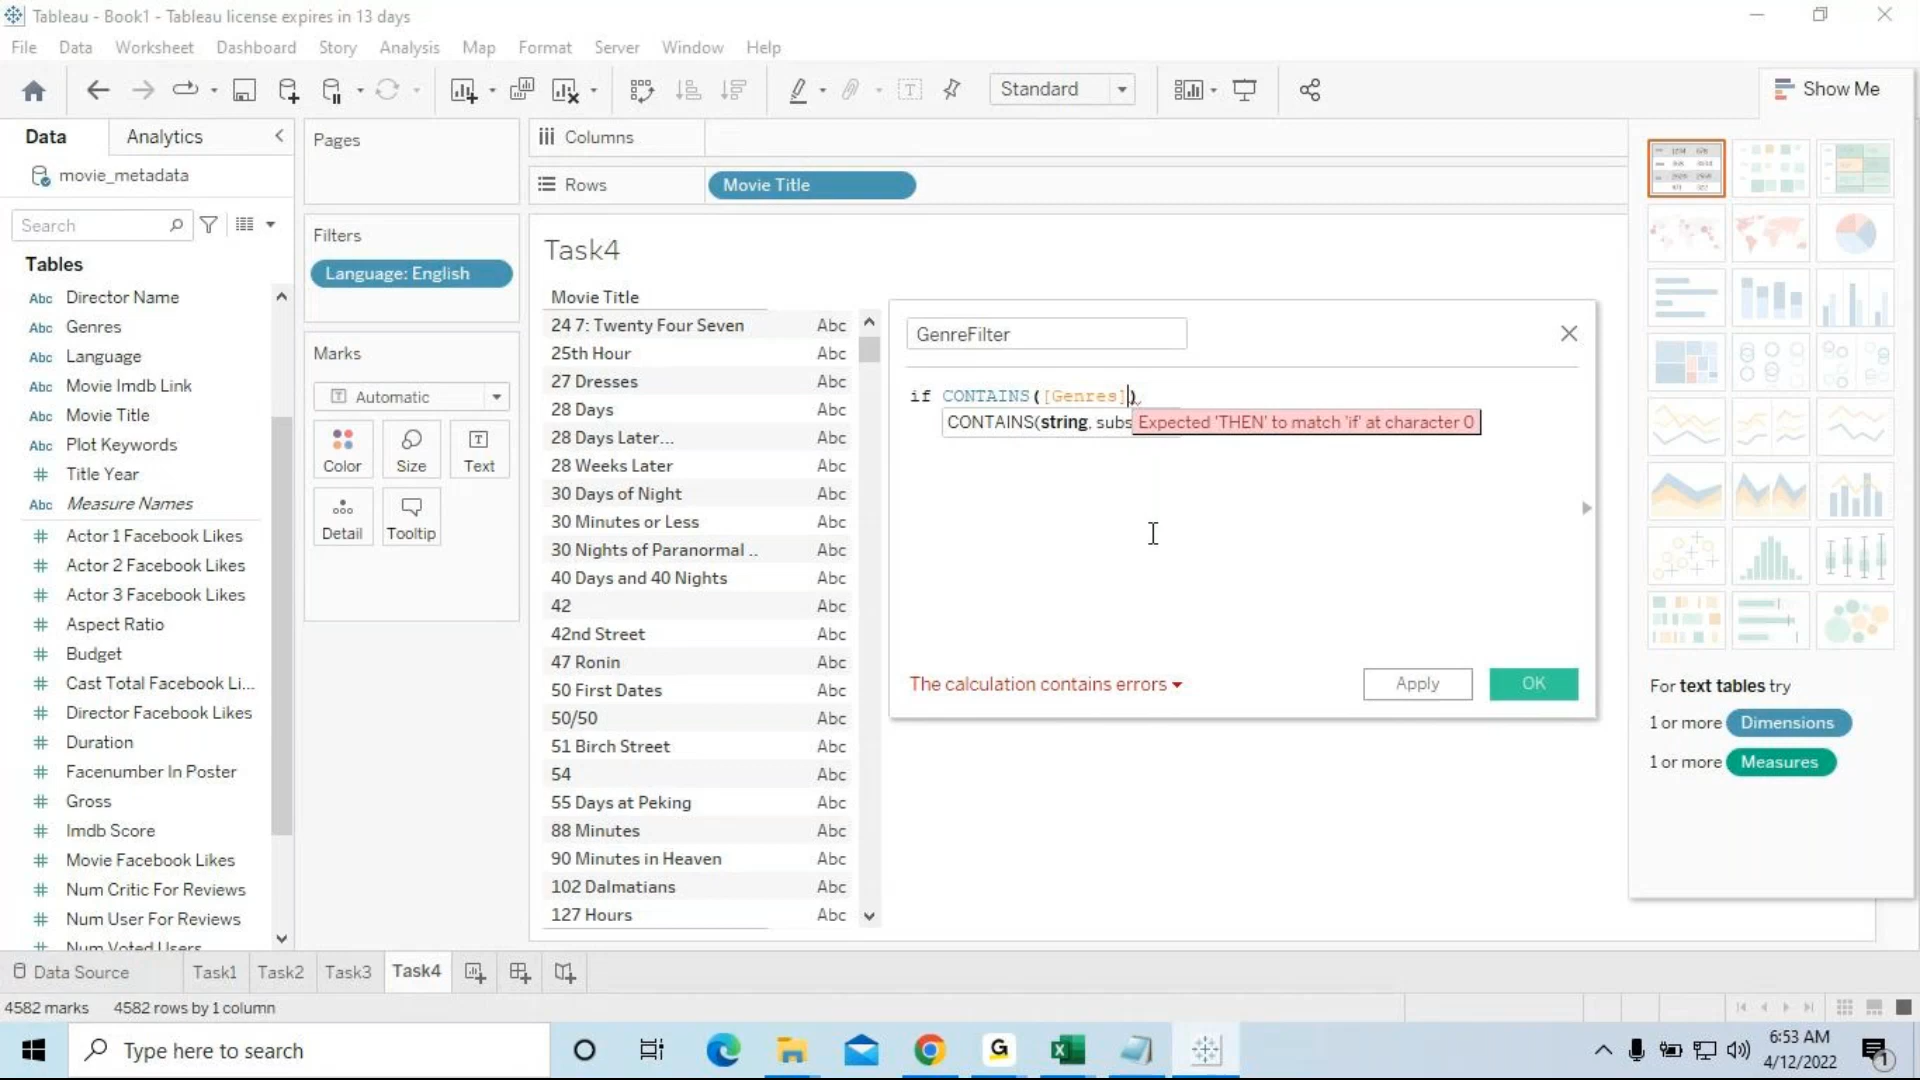 Tableau - Book1 - Tableau license expires in 13 days
File Data Worksheet Dashboard Story Analysis Map Format Server Window Help
Standard
Show Me
Data Analytics
movie_metadata
Search
Tables
Abc Director Name
Abc Genres
Abc Language
Abc Movie Imdb Link
Abc Movie Title
Abc Plot Keywords
# Title Year
Abc Measure Names
# Actor 1 Facebook Likes
# Actor 2 Facebook Likes
# Actor 3 Facebook Likes
# Aspect Ratio
# Budget
# Cast Total Facebook Li...
# Director Facebook Likes
# Duration
# Facenumber In Poster
# Gross
# Imdb Score
# Movie Facebook Likes
# Num Critic For Reviews
# Num User For Reviews
# Num Voted Users
Pages
Filters
Language: English
Marks
Automatic
Color Size Text
Detail Tooltip
Columns
Rows Movie Title
Task4
Movie Title
24 7: Twenty Four Seven Abc
25th Hour Abc
27 Dresses Abc
28 Days Abc
28 Days Later... Abc
28 Weeks Later Abc
30 Days of Night Abc
30 Minutes or Less Abc
30 Nights of Paranormal .. Abc
40 Days and 40 Nights Abc
42 Abc
42nd Street Abc
47 Ronin Abc
50 First Dates Abc
50/50 Abc
51 Birch Street Abc
54 Abc
55 Days at Peking Abc
88 Minutes Abc
90 Minutes in Heaven Abc
102 Dalmatians Abc
127 Hours Abc
GenreFilter
if CONTAINS([Genres])
CONTAINS(string, subs
Expected 'THEN' to match 'if' at character 0
The calculation contains errors
Apply OK
For text tables try
1 or more Dimensions
1 or more Measures
Data Source Task1 Task2 Task3 Task4
4582 marks 4582 rows by 1 column
Type here to search
6:53 AM
4/12/2022
1